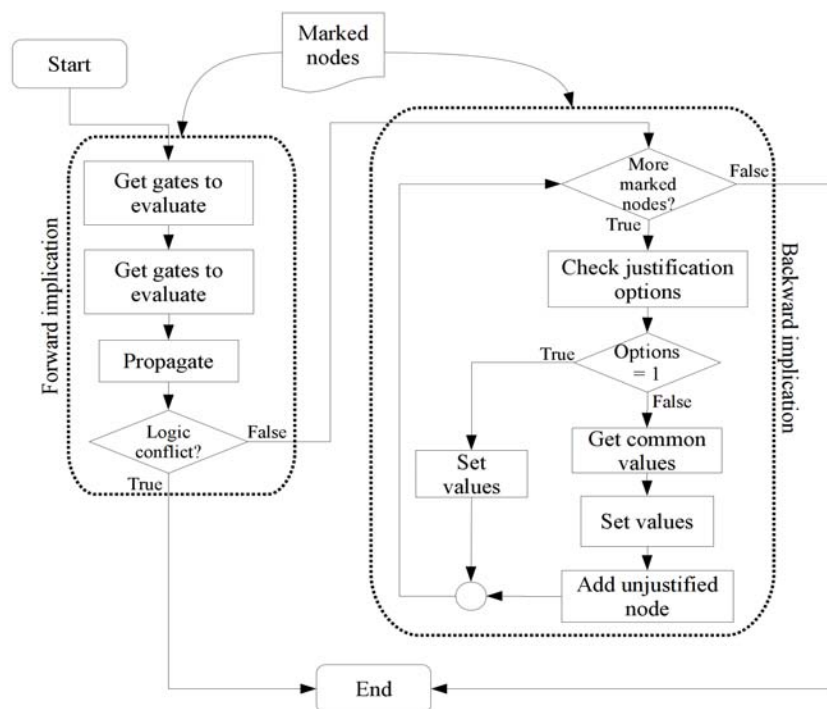 Marked
nodes
Start
Forward implication
Get gates to
evaluate
Get gates to
evaluate
Propagate
Logic
conflict?
False
True
Backward implication
More
marked
nodes?
False
True
Check justification
options
Options
= 1
True
False
Set
values
Get common
values
Set values
Add unjustified
node
End